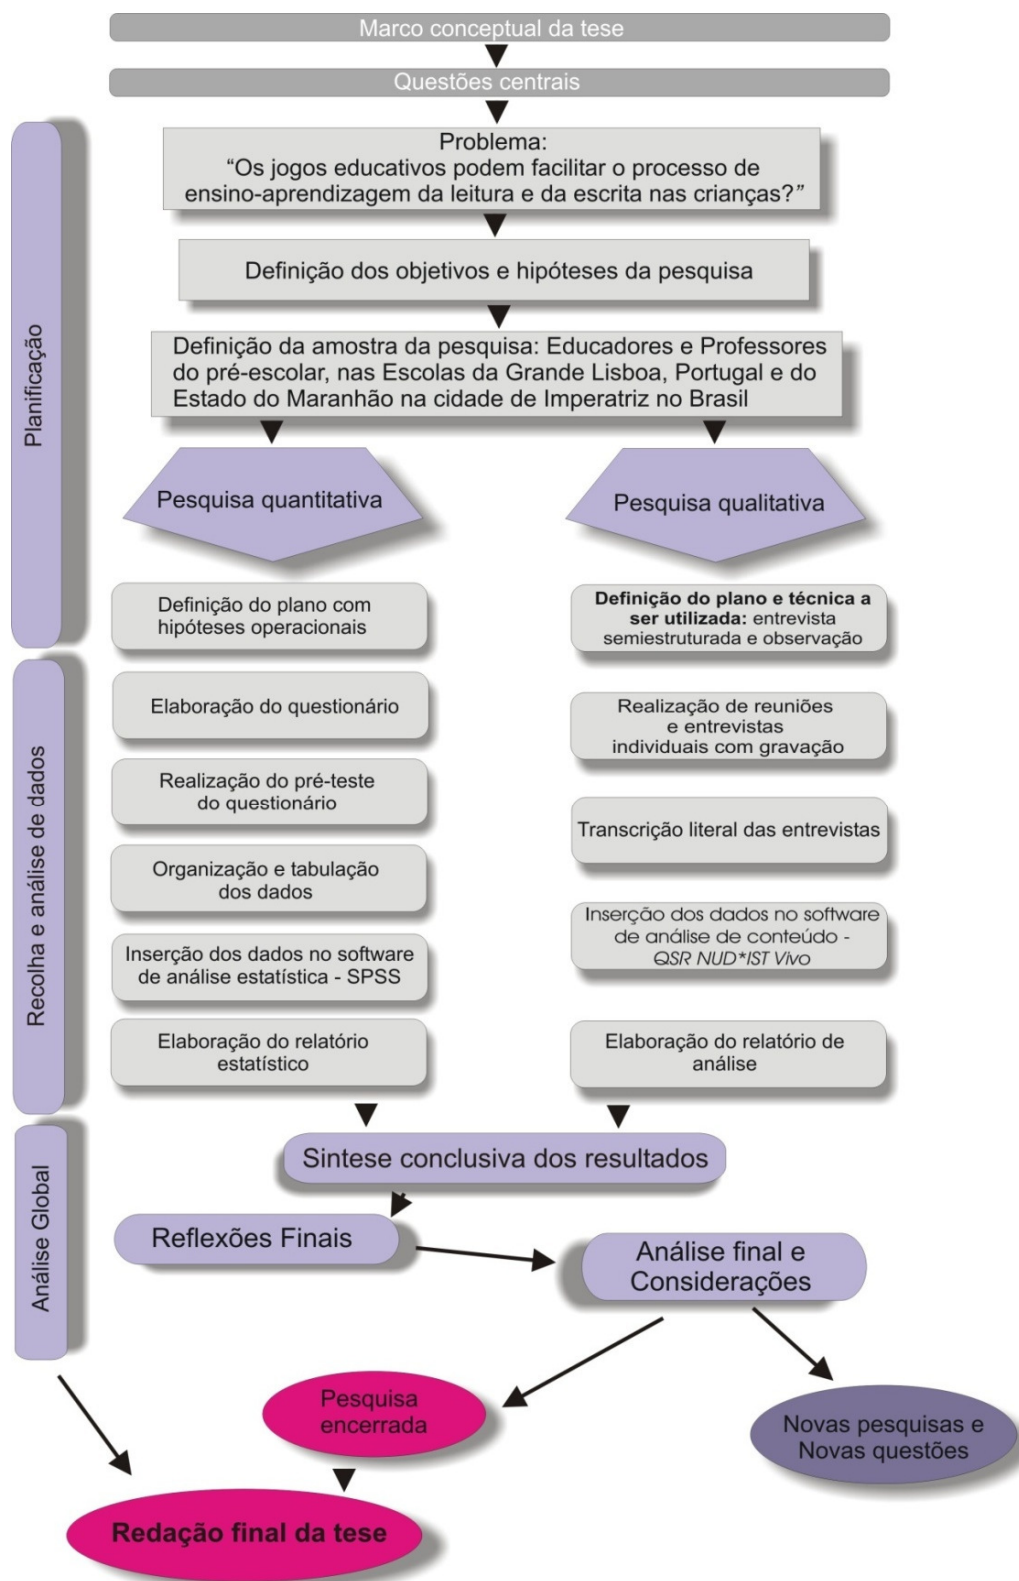 Marco conceptual da tese
Questões centrais
Planificação
Problema:
“Os jogos educativos podem facilitar o processo de
ensino-aprendizagem da leitura e da escrita nas crianças?”
Definição dos objetivos e hipóteses da pesquisa
Definição da amostra da pesquisa: Educadores e Professores
do pré-escolar, nas Escolas da Grande Lisboa, Portugal e do
Estado do Maranhão na cidade de Imperatriz no Brasil
Pesquisa quantitativa
Pesquisa qualitativa
Definição do plano com
hipóteses operacionais
Definição do plano e técnica a
ser utilizada: entrevista
semiestruturada e observação
Recolha e análise de dados
Elaboração do questionário
Realização de reuniões
e entrevistas
individuais com gravação
Realização do pré-teste
do questionário
Transcrição literal das entrevistas
Organização e tabulação
dos dados
Inserção dos dados no software
de análise de conteúdo -
QSR NUD*IST Vivo
Inserção dos dados no software
de análise estatística - SPSS
Elaboração do relatório
estatístico
Elaboração do relatório de
análise
Análise Global
Sintese conclusiva dos resultados
Reflexões Finais
Análise final e
Considerações
Pesquisa
encerrada
Novas pesquisas e
Novas questões
Redação final da tese